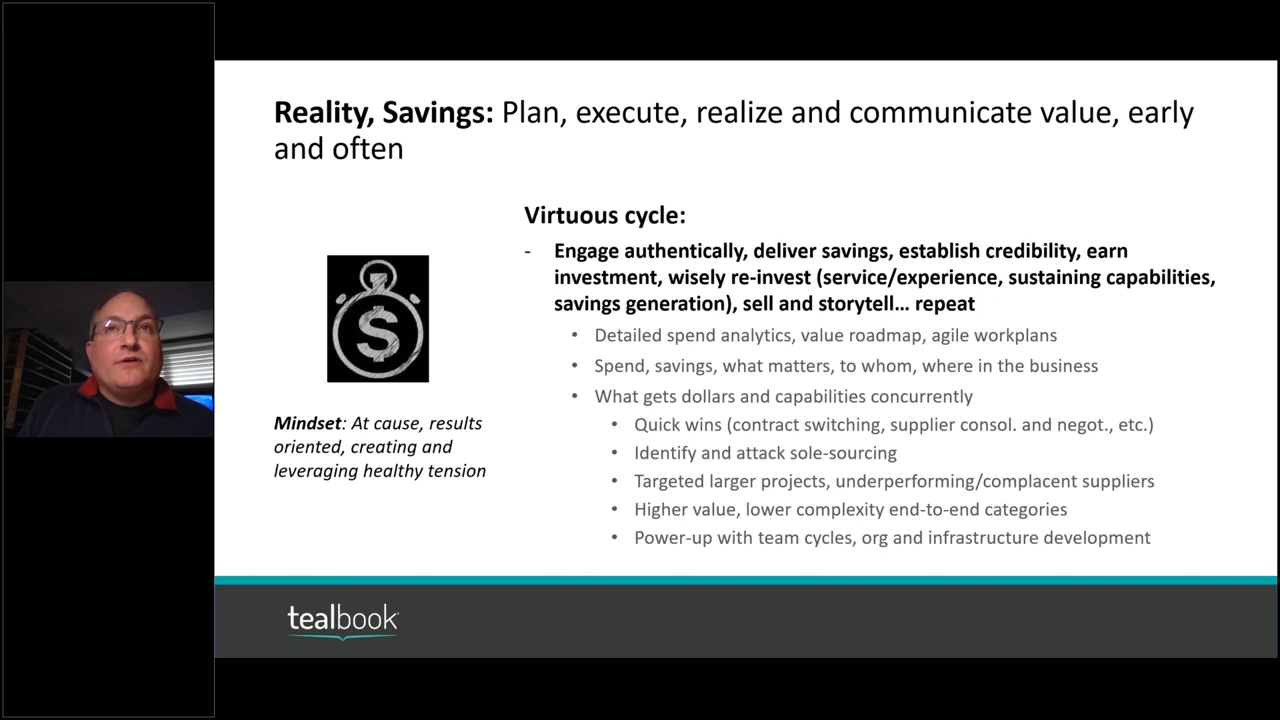 Reality, Savings: Plan, execute, realize and communicate value, early
and often
$
Mindset: At cause, results
oriented, creating and
leveraging healthy tension
Virtuous cycle:
- Engage authentically, deliver savings, establish credibility, earn
investment, wisely re-invest (service/experience, sustaining capabilities,
savings generation), sell and storytell… repeat
• Detailed spend analytics, value roadmap, agile workplans
• Spend, savings, what matters, to whom, where in the business
• What gets dollars and capabilities concurrently
• Quick wins (contract switching, supplier consol. and negot., etc.)
• Identify and attack sole-sourcing
• Targeted larger projects, underperforming/complacent suppliers
• Higher value, lower complexity end-to-end categories
• Power-up with team cycles, org and infrastructure development
tealbook